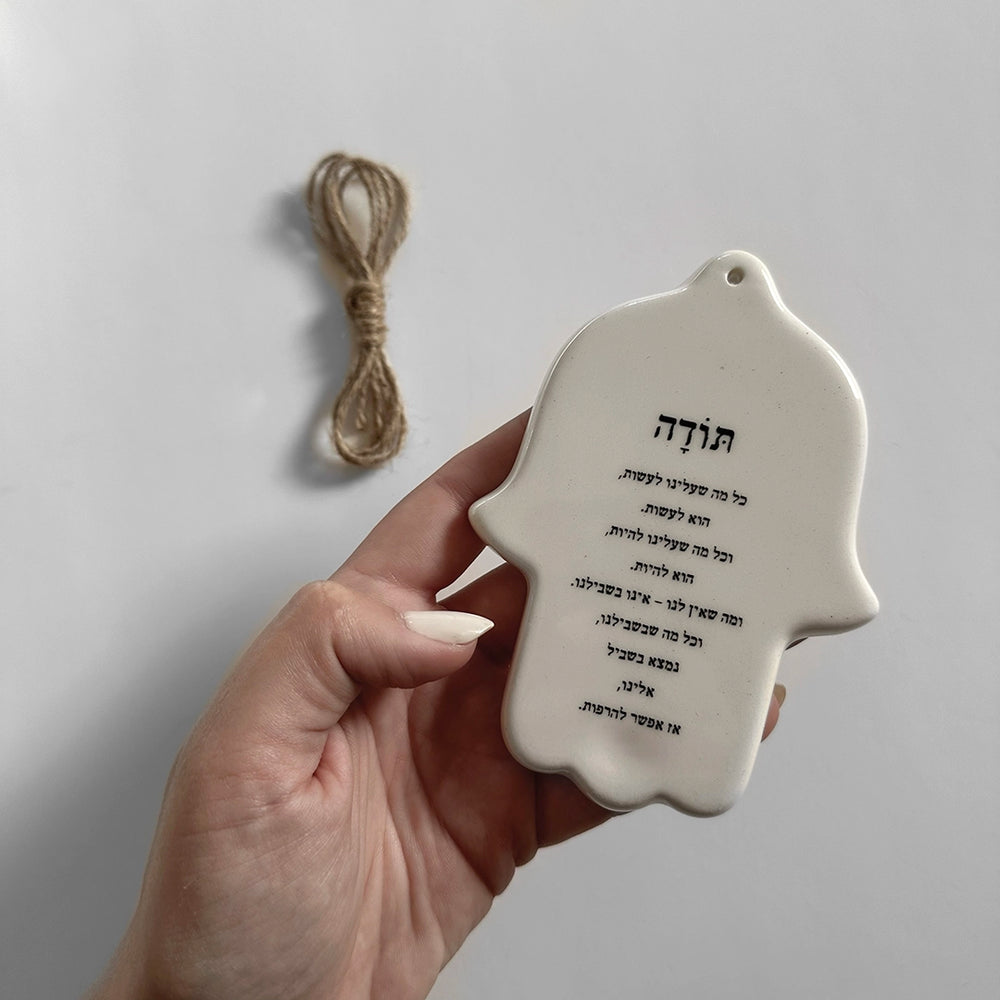 תּוֹדָה
כל מה שעלינו לעשות,
הוא לעשות.
וכל מה שעלינו להיות,
הוא להיות.
ומה שאין לנו – אינו בשבילנו.
וכל מה שבשבילנו,
נמצא בשביל
אלינו,
אז אפשר להרפות.